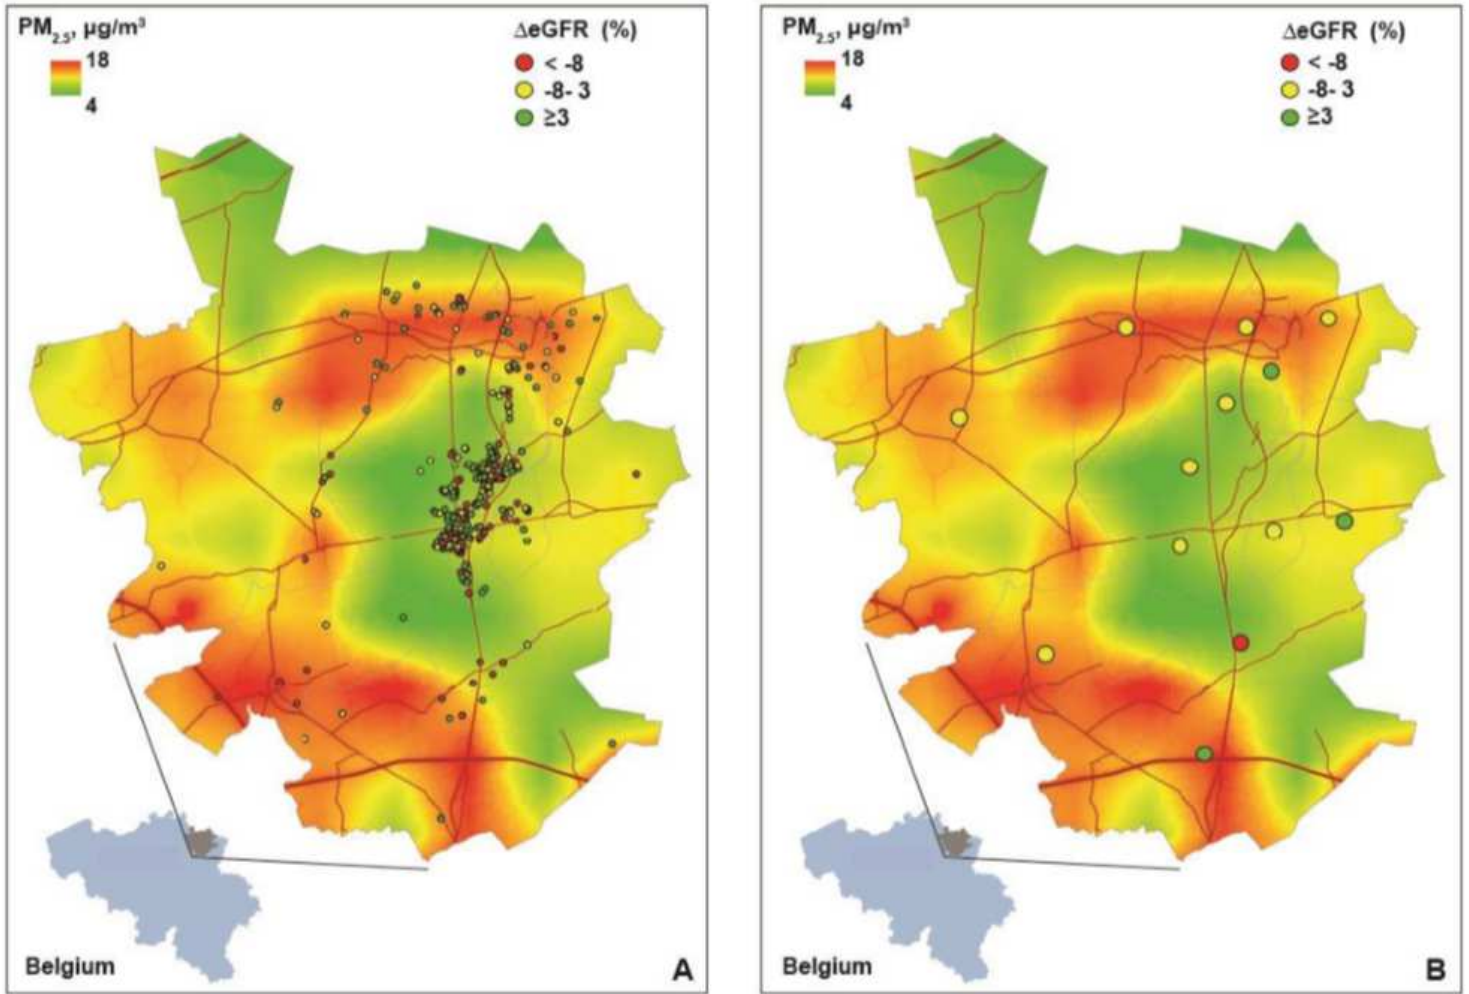 PM2.5, µg/m³
18
4
ΔeGFR (%)
< -8
-8- 3
≥3
Belgium
A
PM2.5, µg/m³
18
4
ΔeGFR (%)
< -8
-8- 3
≥3
Belgium
B